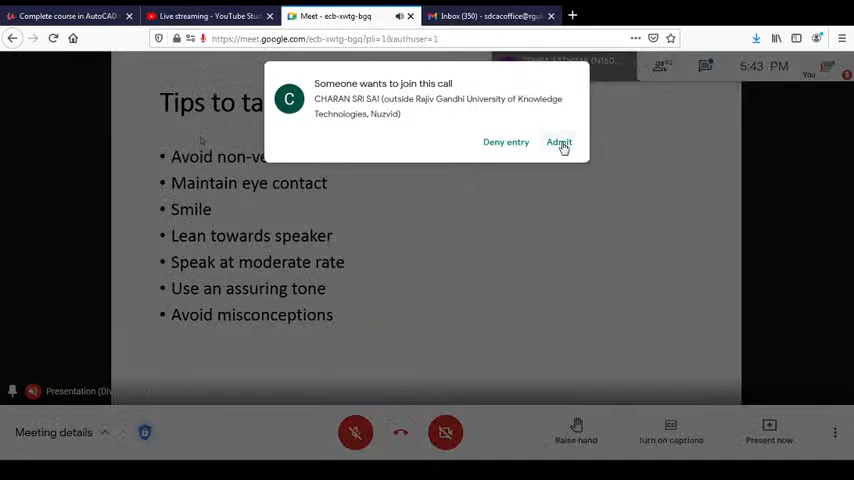 Complete course in AutoCAD
Live streaming - YouTube Stud
Meet - ecb-xwtg-bgq
Inbox (350) - sdcacoffice@rguk
https://meet.google.com/ecb-xwtg-bgq?pli=1&authuser=1
5:43 PM
You
Someone wants to join this call
C
CHARAN SRI SAI (outside Rajiv Gandhi University of Knowledge
Technologies, Nuzvid)
Deny entry
Admit
Tips to ta
• Avoid non-ve
• Maintain eye contact
• Smile
• Lean towards speaker
• Speak at moderate rate
• Use an assuring tone
• Avoid misconceptions
Presentation
Meeting details
Raise hand
Turn on captions
Present now